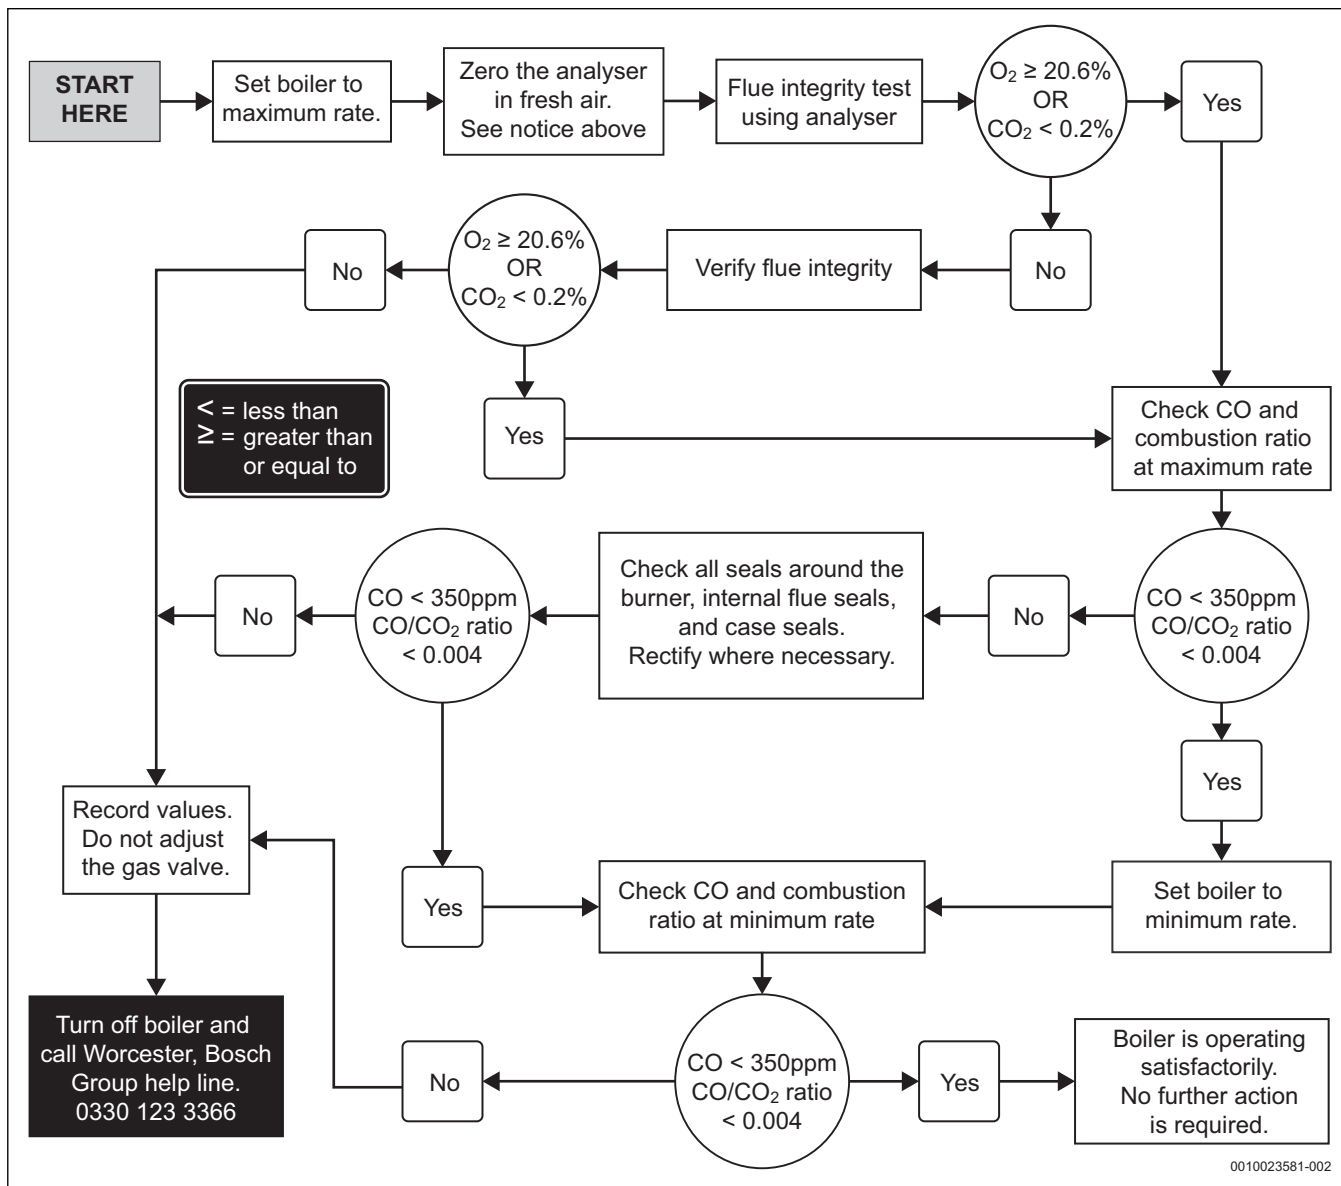 START
HERE
Set boiler to
maximum rate.
Zero the analyser
in fresh air.
See notice above
Flue integrity test
using analyser
O₂ ≥ 20.6%
OR
CO₂ < 0.2%
Yes
No
Verify flue integrity
O₂ ≥ 20.6%
OR
CO₂ < 0.2%
No
Yes
< = less than
≥ = greater than
or equal to
Check CO and
combustion ratio
at maximum rate
CO < 350ppm
CO/CO₂ ratio
< 0.004
No
Check all seals around the
burner, internal flue seals,
and case seals.
Rectify where necessary.
CO < 350ppm
CO/CO₂ ratio
< 0.004
No
Yes
Yes
Set boiler to
minimum rate.
Check CO and combustion
ratio at minimum rate
Record values.
Do not adjust
the gas valve.
Turn off boiler and
call Worcester, Bosch
Group help line.
0330 123 3366
No
CO < 350ppm
CO/CO₂ ratio
< 0.004
Yes
Boiler is operating
satisfactorily.
No further action
is required.
0010023581-002